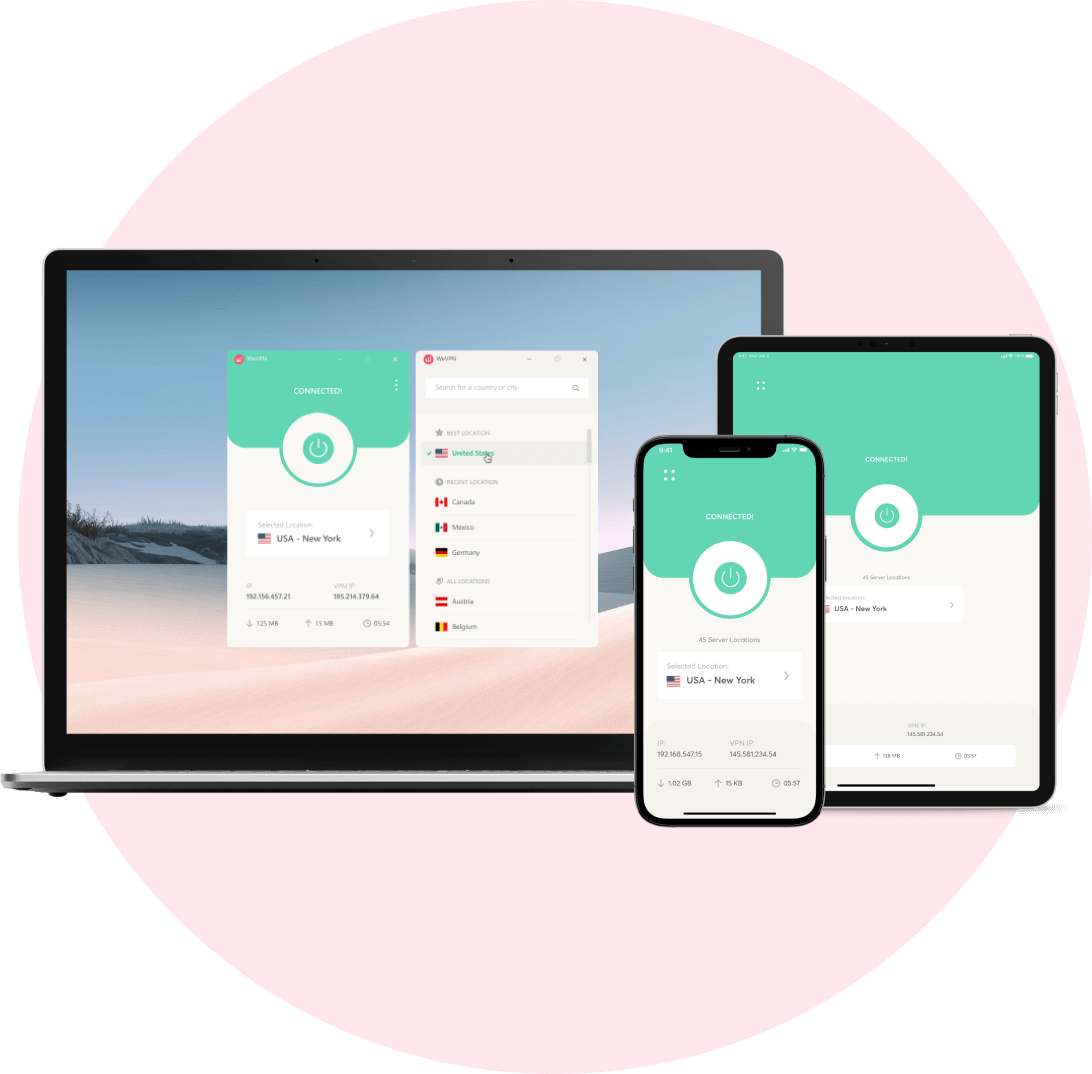 WeVPN
CONNECTED!
Selected Location:
USA - New York
IP:
192.156.457.21
VPN IP:
185.214.379.64
125 MB
15 MB
05:54
WeVPN
Search for a country or city
BEST LOCATION
United States
RECENT LOCATION
Canada
Mexico
Germany
ALL LOCATIONS
Austria
Belgium
9:41
CONNECTED!
45 Server Locations
Selected Location:
USA - New York
IP:
192.168.547.15
VPN IP:
145.581.234.54
1.02 GB
15 KB
05:57
CONNECTED!
45 Server Locations
location:
USA - New York
VPN IP:
145.581.234.54
138 MB
05:57